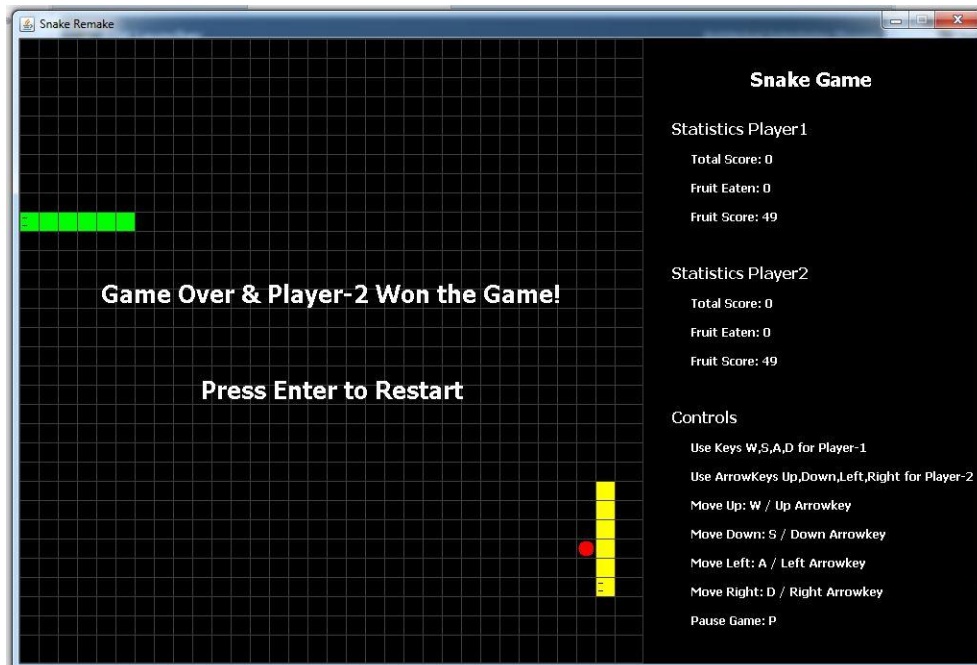 Snake Remake
Snake Game
Statistics Player1
Total Score: 0
Fruit Eaten: 0
Fruit Score: 49
Statistics Player2
Total Score: 0
Fruit Eaten: 0
Fruit Score: 49
Game Over & Player-2 Won the Game!
Press Enter to Restart
Controls
Use Keys W,S,A,D for Player-1
Use ArrowKeys Up,Down,Left,Right for Player-2
Move Up: W / Up Arrowkey
Move Down: S / Down Arrowkey
Move Left: A / Left Arrowkey
Move Right: D / Right Arrowkey
Pause Game: P